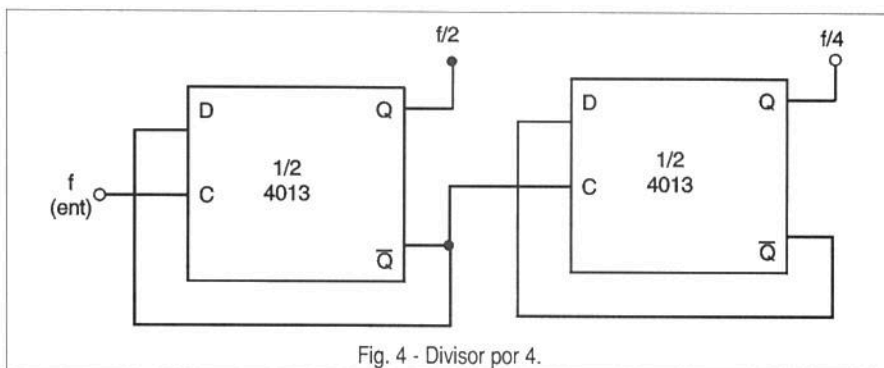 f/2
f/4
D
Q
1/2
4013
f
(ent)
C
Q̅
D
Q
1/2
4013
C
Q̅
Fig. 4 - Divisor por 4.